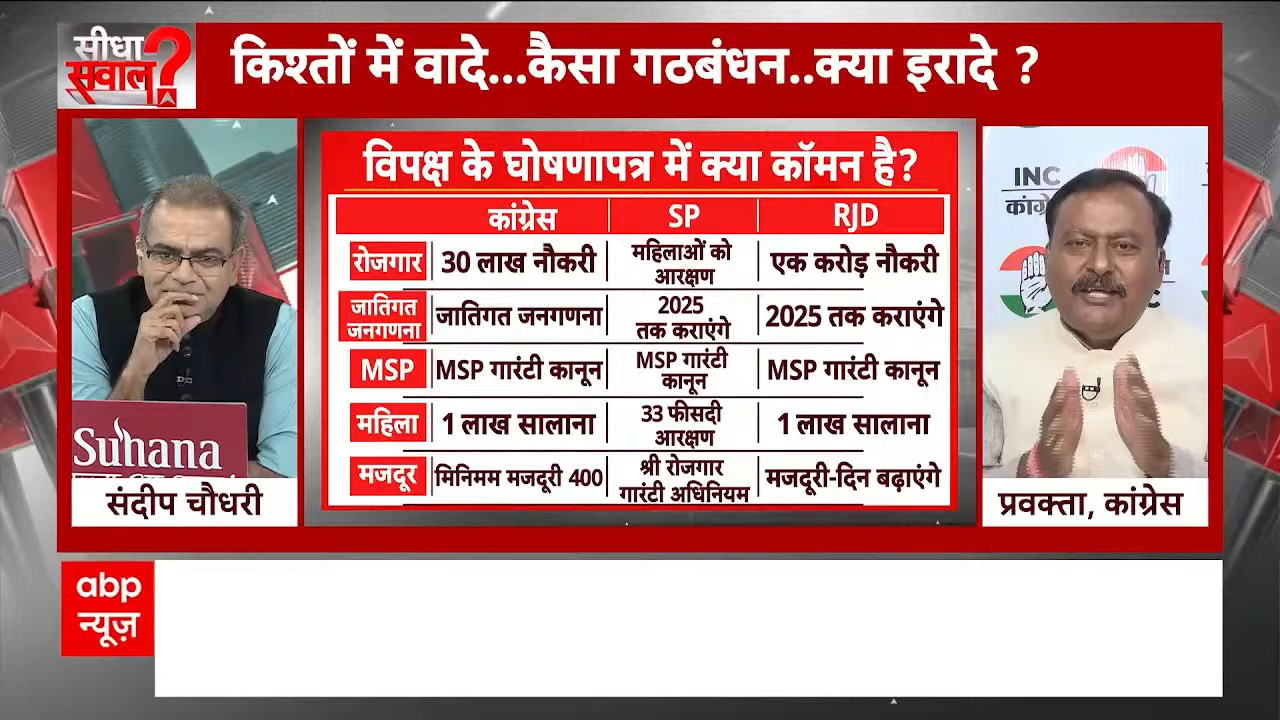 सीधा
सवाल?
किश्तों में वादे...कैसा गठबंधन..क्या इरादे ?
विपक्ष के घोषणापत्र में क्या कॉमन है?
कांग्रेस SP RJD
रोजगार 30 लाख नौकरी महिलाओं को आरक्षण एक करोड़ नौकरी
जातिगत जनगणना जातिगत जनगणना 2025 तक कराएंगे 2025 तक कराएंगे
MSP MSP गारंटी कानून MSP गारंटी कानून MSP गारंटी कानून
महिला 1 लाख सालाना 33 फीसदी आरक्षण 1 लाख सालाना
मजदूर मिनिमम मजदूरी 400 श्री रोजगार गारंटी अधिनियम मजदूरी-दिन बढ़ाएंगे
INC
Suhana
संदीप चौधरी
प्रवक्ता, कांग्रेस
abp
न्यूज़